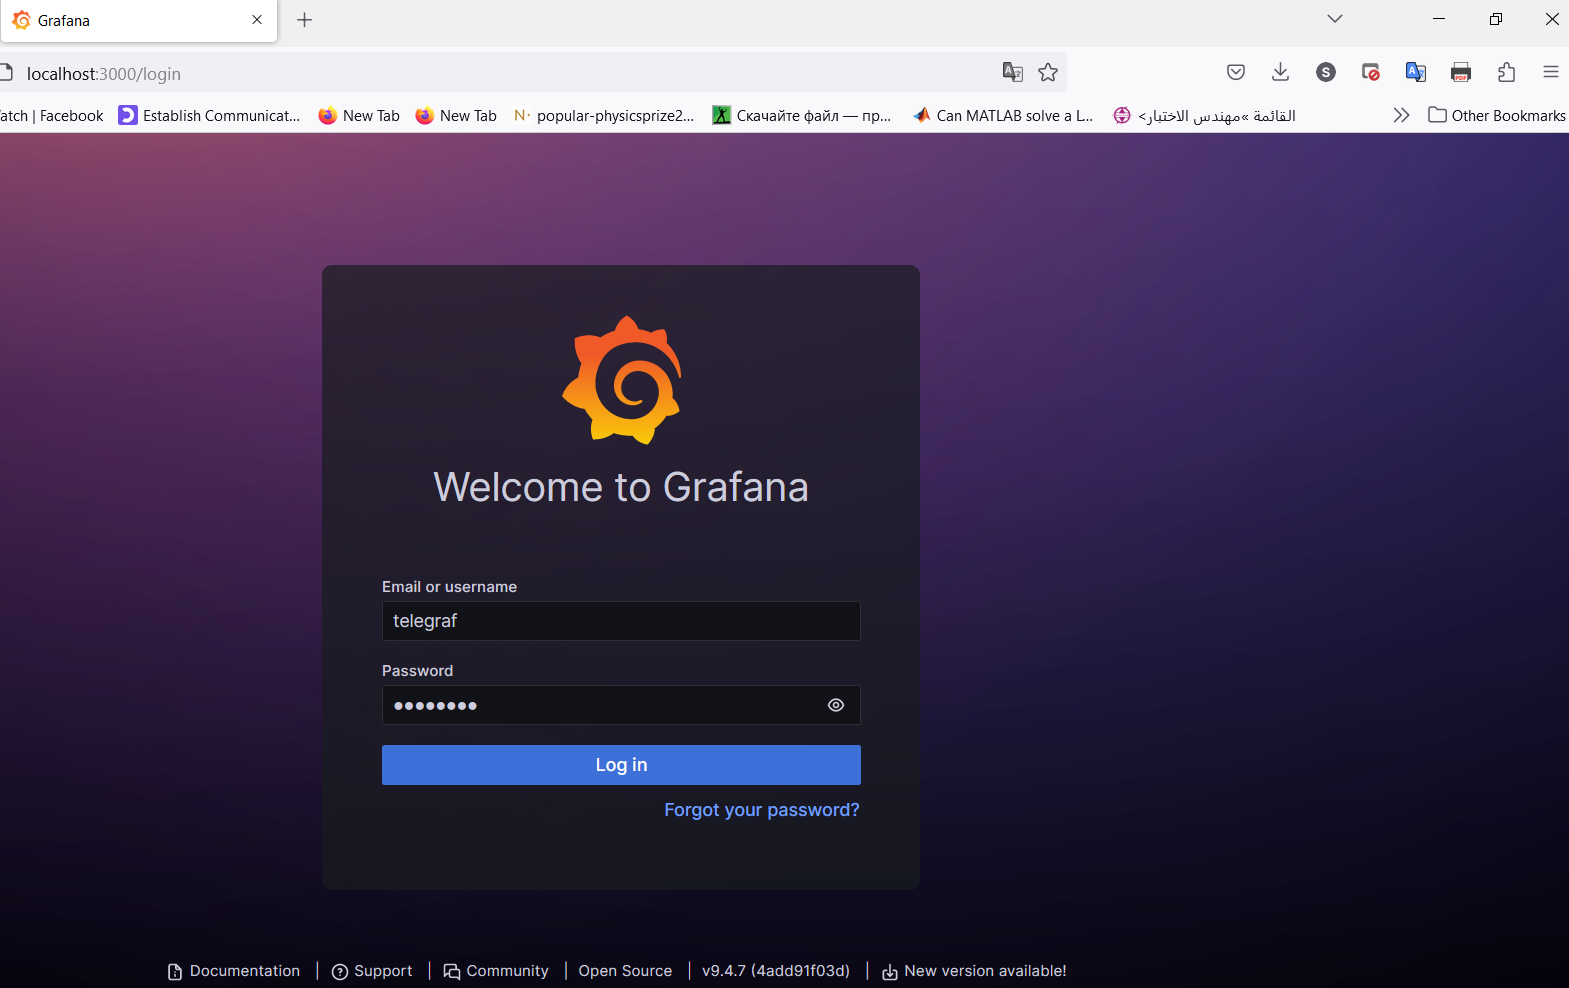 Grafana
localhost:3000/login
atch | Facebook Establish Communicat... New Tab New Tab N popular-physicsprize2... Скачайте файл — пр... Can MATLAB solve a L... القائمة »مهندس الاختبار> Other Bookmarks
Welcome to Grafana
Email or username
telegraf
Password
Log in
Forgot your password?
Documentation | Support | Community | Open Source | v9.4.7 (4add91f03d) | New version available!